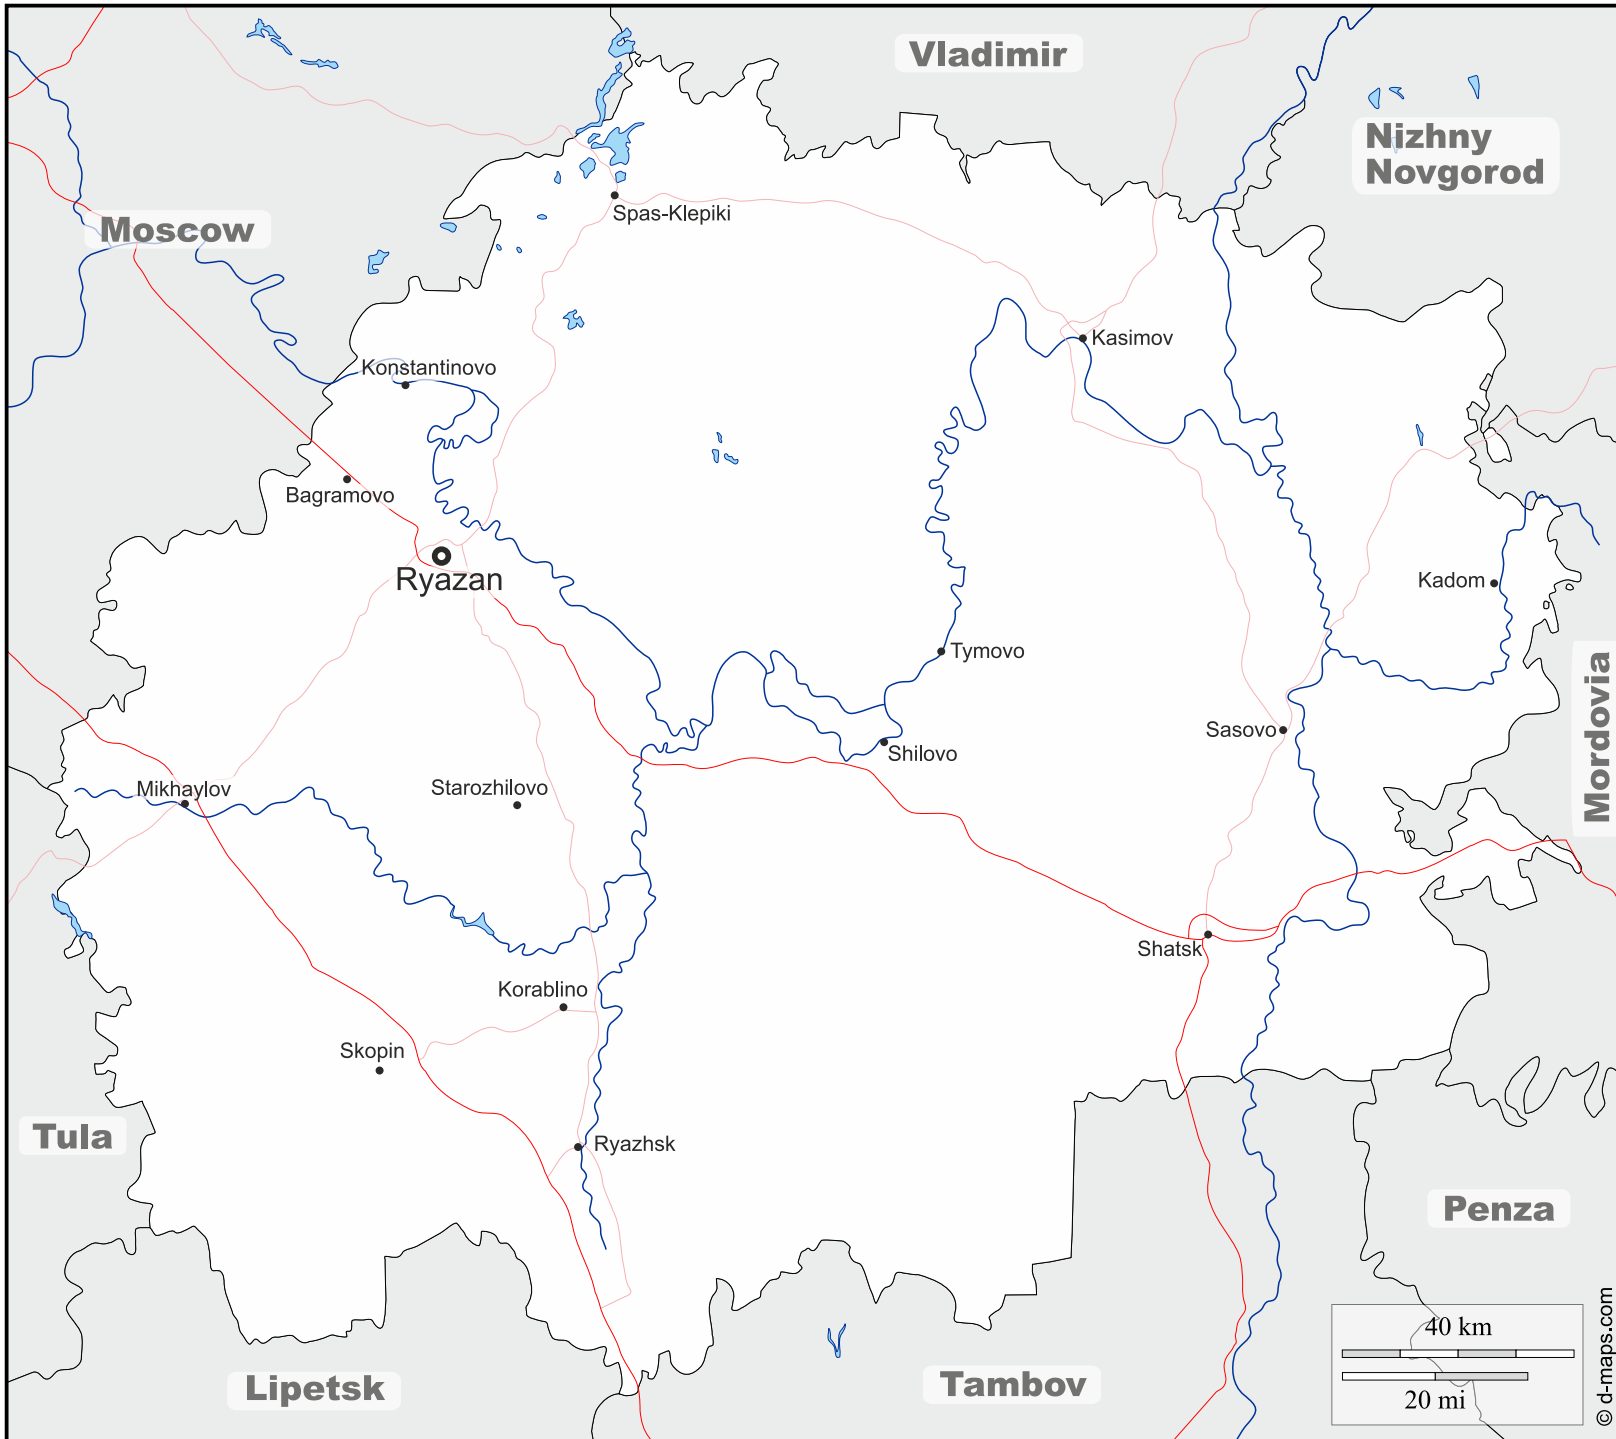 Vladimir
Nizhny
Novgorod
Moscow
Spas-Klepiki
Kasimov
Konstantinovo
Bagramovo
Ryazan
Kadom
Tymovo
Mordovia
Sasovo
Shilovo
Mikhaylov
Starozhilovo
Shatsk
Korablino
Skopin
Tula
Ryazhsk
Penza
Lipetsk
Tambov
40 km
20 mi
© d-maps.com